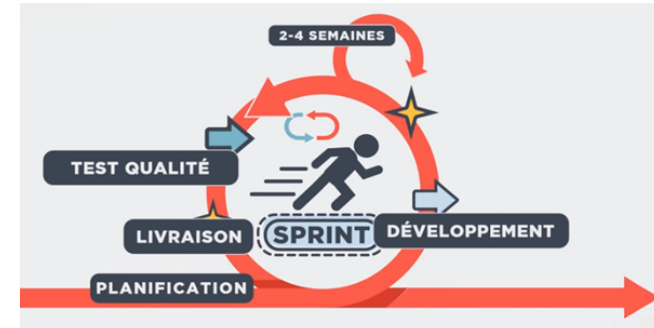 2-4 SEMAINES
TEST QUALITÉ
LIVRAISON
SPRINT
DÉVELOPPEMENT
PLANIFICATION